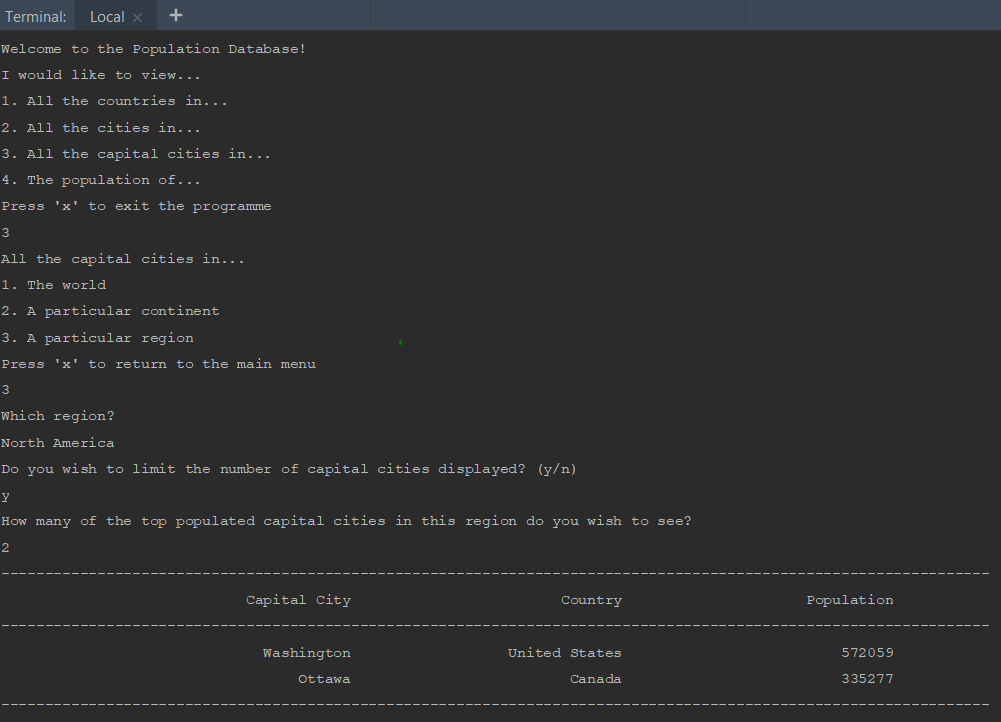 Terminal: Local × +
Welcome to the Population Database!
I would like to view...
1. All the countries in...
2. All the cities in...
3. All the capital cities in...
4. The population of...
Press 'x' to exit the programme
3
All the capital cities in...
1. The world
2. A particular continent
3. A particular region
Press 'x' to return to the main menu
3
Which region?
North America
Do you wish to limit the number of capital cities displayed? (y/n)
y
How many of the top populated capital cities in this region do you wish to see?
2
-----------------------------------------------------------------------------------------------------------------
Capital City Country Population
-----------------------------------------------------------------------------------------------------------------
Washington United States 572059
Ottawa Canada 335277
-----------------------------------------------------------------------------------------------------------------